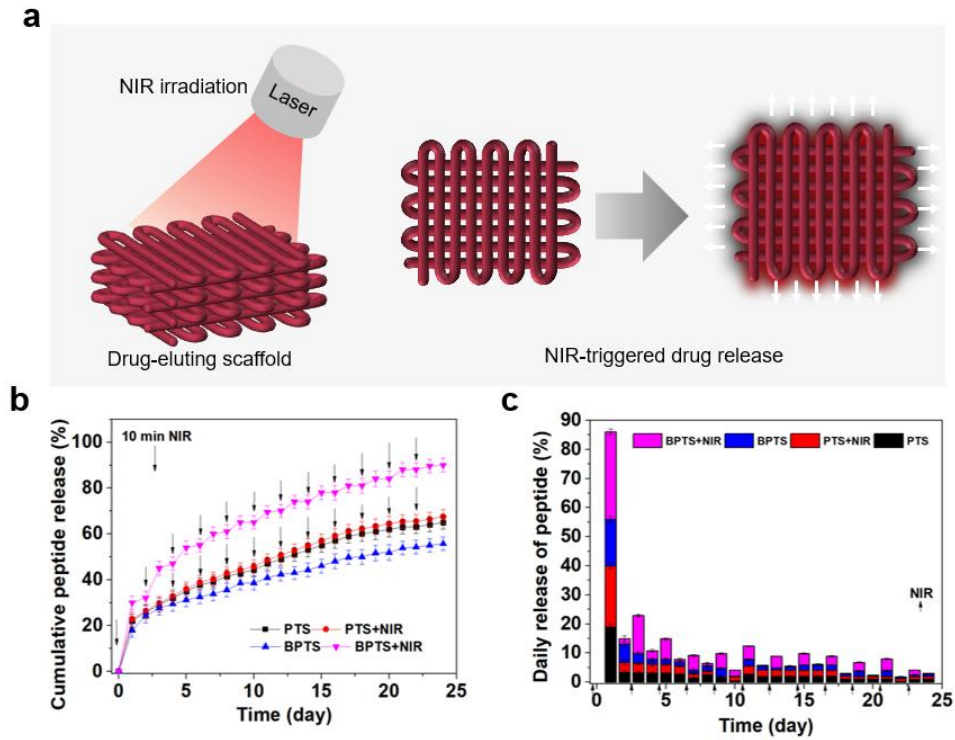 a
NIR irradiation
Laser
Drug-eluting scaffold
NIR-triggered drug release
b
10 min NIR
Cumulative peptide release (%)
100
80
60
40
20
0
PTS
PTS+NIR
BPTS
BPTS+NIR
0 5 10 15 20 25
Time (day)
c
Daily release of peptide (%)
90
80
70
60
50
40
30
20
10
0
BPTS+NIR
BPTS
PTS+NIR
PTS
NIR
0 5 10 15 20 25
Time (day)